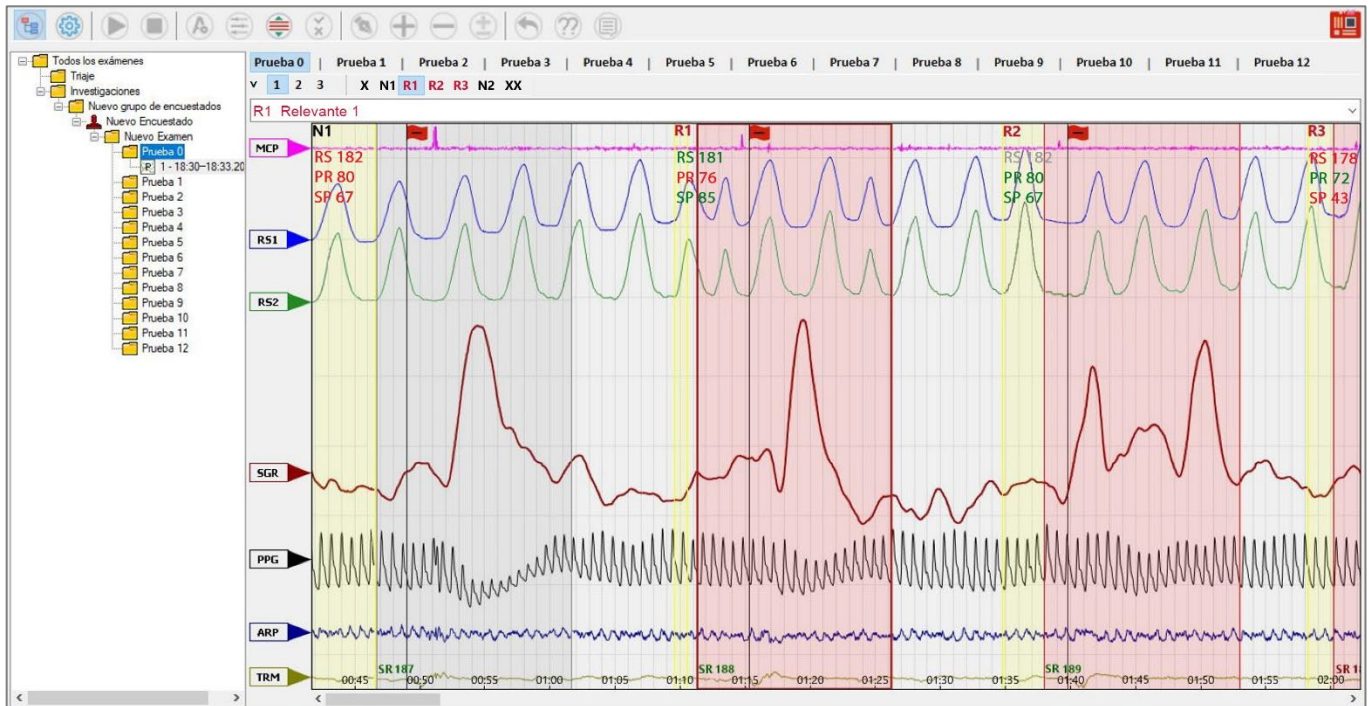 Todos los exámenes
Triaje
Investigaciones
Nuevo grupo de encuestados
Nuevo Encuestado
Nuevo Examen
Prueba 0
P 1 - 18:30–18:33.20
Prueba 1
Prueba 2
Prueba 3
Prueba 4
Prueba 5
Prueba 6
Prueba 7
Prueba 8
Prueba 9
Prueba 10
Prueba 11
Prueba 12
Prueba 0 | Prueba 1 | Prueba 2 | Prueba 3 | Prueba 4 | Prueba 5 | Prueba 6 | Prueba 7 | Prueba 8 | Prueba 9 | Prueba 10 | Prueba 11 | Prueba 12
v 1 2 3 X N1 R1 R2 R3 N2 XX
R1 Relevante 1
N1 R1 R2 R3
MCP
RS 182 RS 181 RS 182 RS 178
PR 80 PR 76 PR 80 PR 72
SP 67 SP 85 SP 67 SP 43
RS1
RS2
SGR
PPG
ARP
SR 187 SR 188 SR 189
TRM
00:45 00:50 00:55 01:00 01:05 01:10 01:15 01:20 01:25 01:30 01:35 01:40 01:45 01:50 01:55 02:00